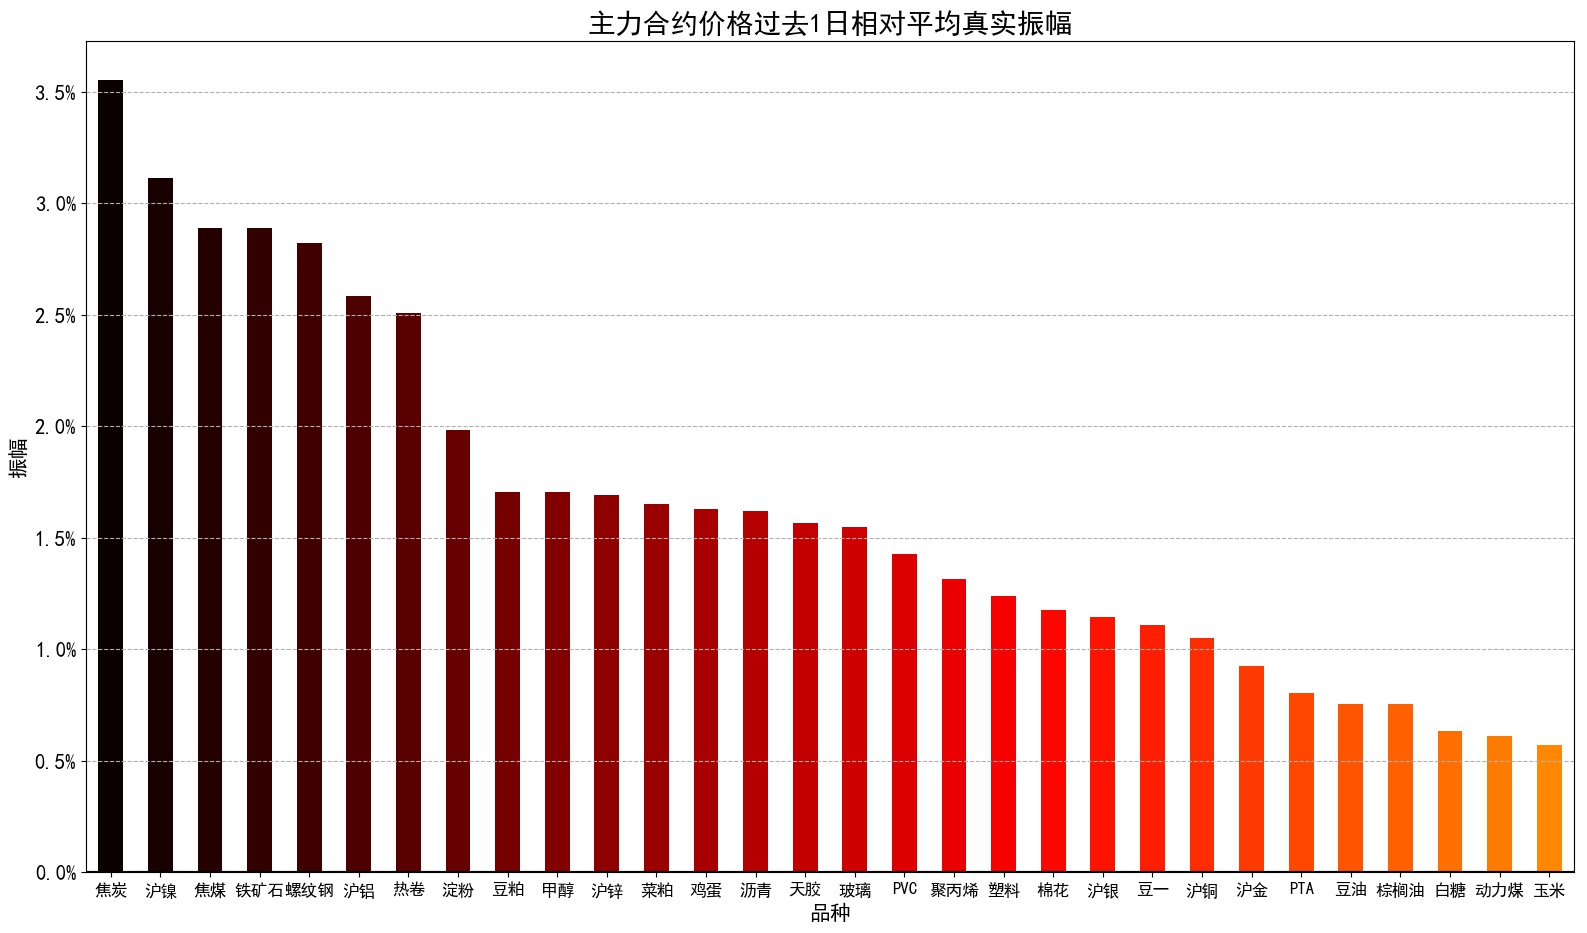 主力合约价格过去1日相对平均真实振幅
振幅
3.5%
3.0%
2.5%
2.0%
1.5%
1.0%
0.5%
0.0%
焦炭 沪镍 焦煤 铁矿石 螺纹钢 沪铝 热卷 淀粉 豆粕 甲醇 沪锌 菜粕 鸡蛋 沥青 天胶 玻璃 PVC 聚丙烯 塑料 棉花 沪银 豆一 沪铜 沪金 PTA 豆油 棕榈油 白糖 动力煤 玉米
品种